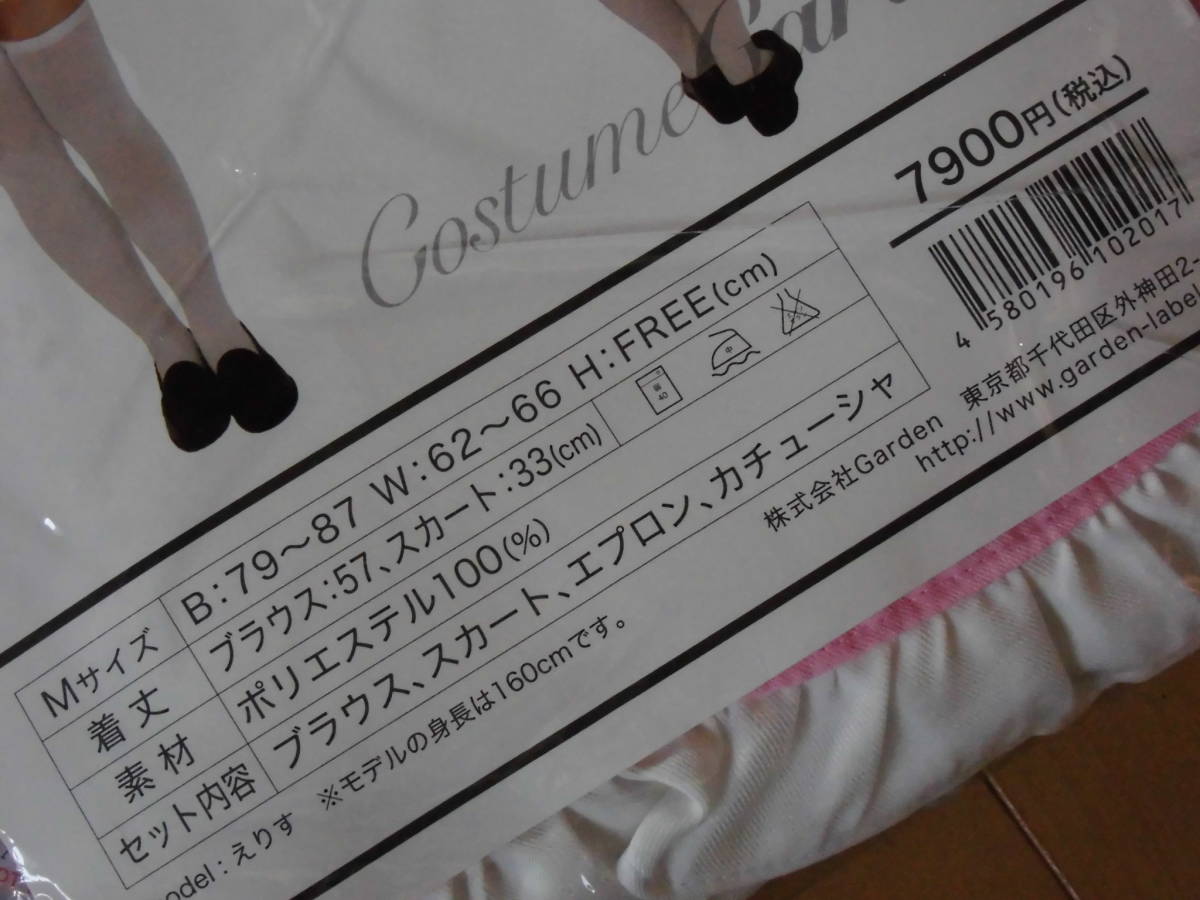 Costume Gar
7900円(税込)
4 580196 102017
Mサイズ B:79～87 W:62～66 H:FREE(cm)
着丈 ブラウス:57、スカート:33(cm)
素材 ポリエステル100(%)
セット内容 ブラウス、スカート、エプロン、カチューシャ
odel:えりす ※モデルの身長は160cmです。
株式会社Garden 東京都千代田区外神田2-
http://www.garden-label